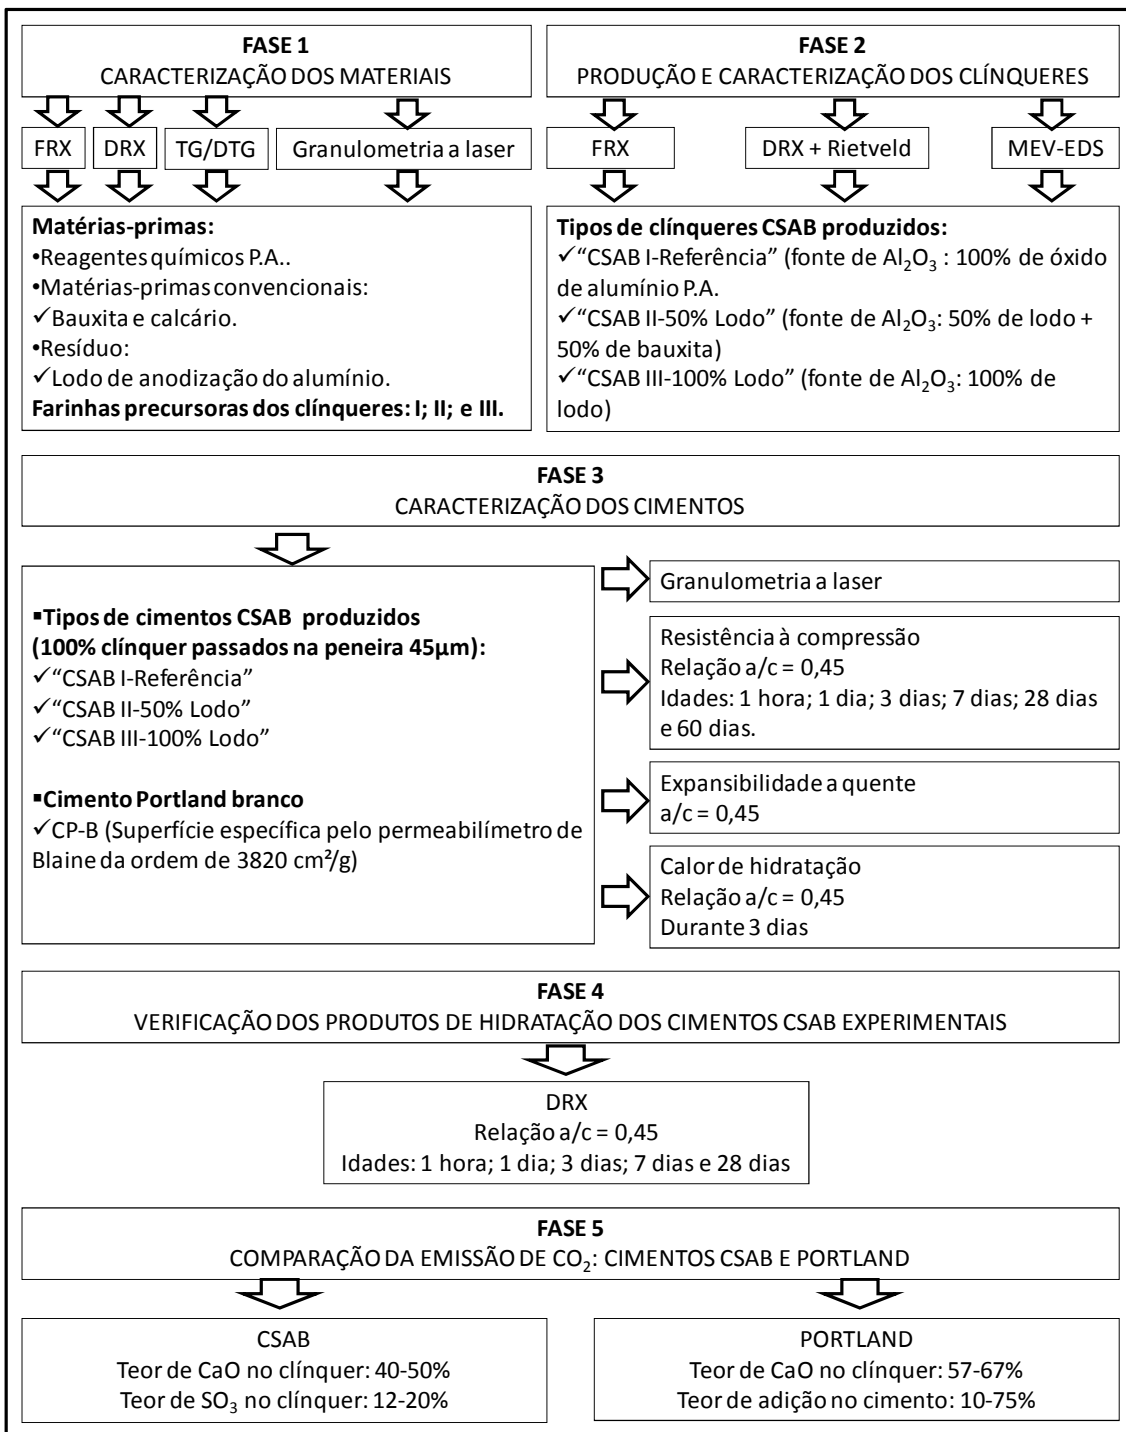 FASE 1
CARACTERIZAÇÃO DOS MATERIAIS
FRX
DRX
TG/DTG
Granulometria a laser
Matérias-primas:
•Reagentes químicos P.A..
•Matérias-primas convencionais:
✓Bauxita e calcário.
•Resíduo:
✓Lodo de anodização do alumínio.
Farinhas precursoras dos clínqueres: I; II; e III.
FASE 2
PRODUÇÃO E CARACTERIZAÇÃO DOS CLÍNQUERES
FRX
DRX + Rietveld
MEV-EDS
Tipos de clínqueres CSAB produzidos:
✓“CSAB I-Referência” (fonte de Al₂O₃ : 100% de óxido
de alumínio P.A.
✓“CSAB II-50% Lodo” (fonte de Al₂O₃: 50% de lodo +
50% de bauxita)
✓“CSAB III-100% Lodo” (fonte de Al₂O₃: 100% de
lodo)
FASE 3
CARACTERIZAÇÃO DOS CIMENTOS
▪Tipos de cimentos CSAB produzidos
(100% clínquer passados na peneira 45µm):
✓“CSAB I-Referência”
✓“CSAB II-50% Lodo”
✓“CSAB III-100% Lodo”
▪Cimento Portland branco
✓CP-B (Superfície específica pelo permeabilímetro de
Blaine da ordem de 3820 cm²/g)
Granulometria a laser
Resistência à compressão
Relação a/c = 0,45
Idades: 1 hora; 1 dia; 3 dias; 7 dias; 28 dias
e 60 dias.
Expansibilidade a quente
a/c = 0,45
Calor de hidratação
Relação a/c = 0,45
Durante 3 dias
FASE 4
VERIFICAÇÃO DOS PRODUTOS DE HIDRATAÇÃO DOS CIMENTOS CSAB EXPERIMENTAIS
DRX
Relação a/c = 0,45
Idades: 1 hora; 1 dia; 3 dias; 7 dias e 28 dias
FASE 5
COMPARAÇÃO DA EMISSÃO DE CO₂: CIMENTOS CSAB E PORTLAND
CSAB
Teor de CaO no clínquer: 40-50%
Teor de SO₃ no clínquer: 12-20%
PORTLAND
Teor de CaO no clínquer: 57-67%
Teor de adição no cimento: 10-75%